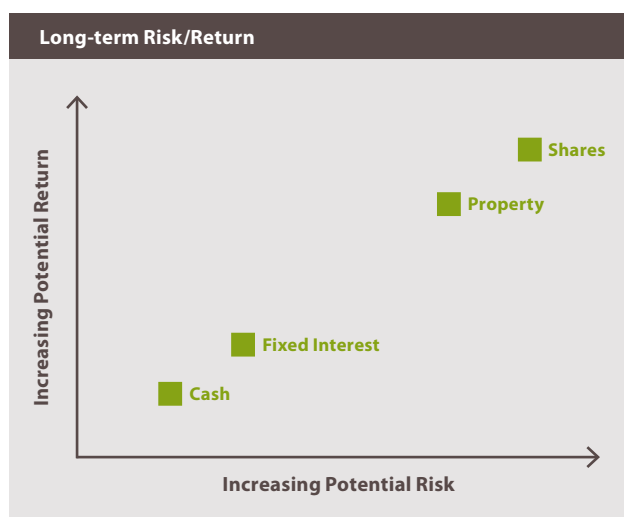 Long-term Risk/Return
Increasing Potential Return
Shares
Property
Fixed Interest
Cash
Increasing Potential Risk